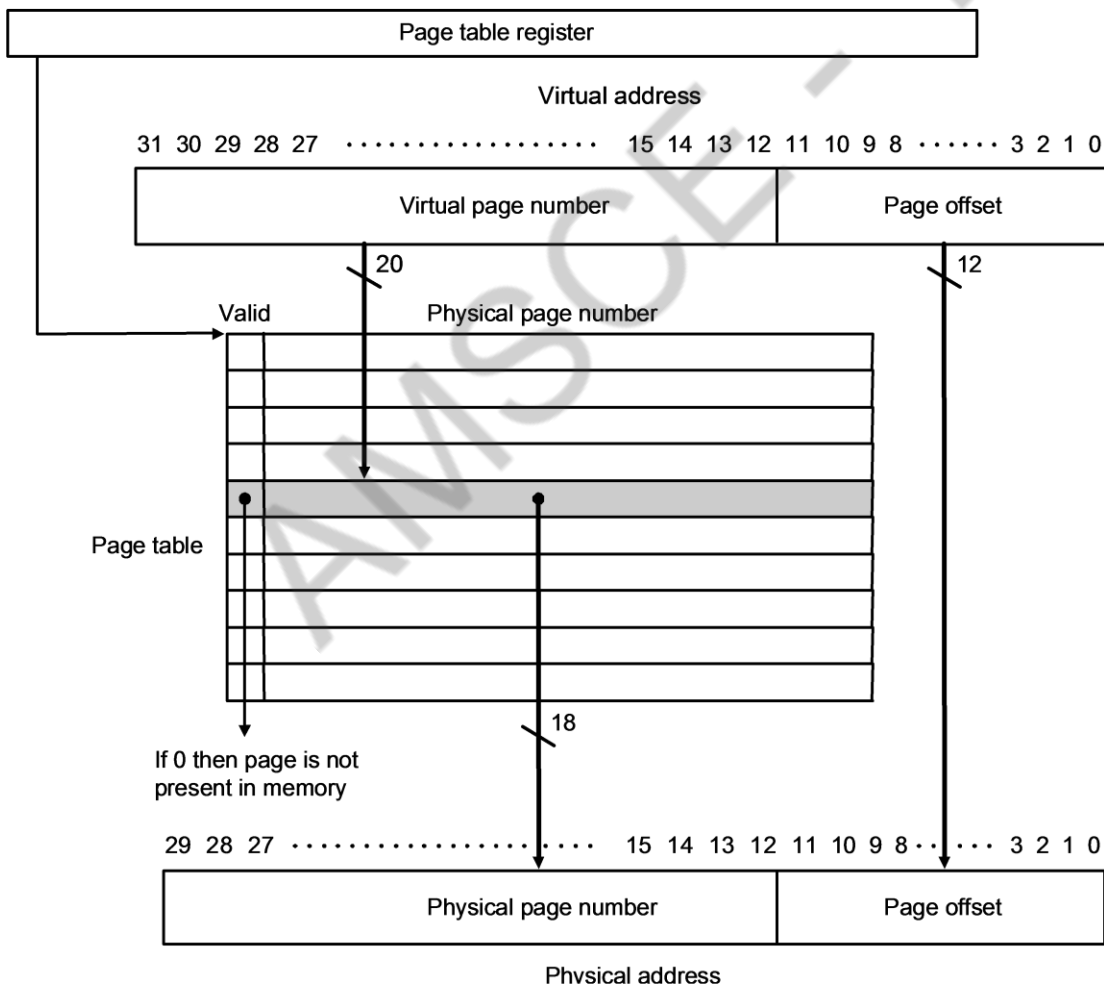 Page table register
Virtual address
31 30 29 28 27 .................. 15 14 13 12 11 10 9 8 ...... 3 2 1 0
Virtual page number Page offset
20 12
Valid Physical page number
Page table
18
If 0 then page is not
present in memory
29 28 27 ...................... 15 14 13 12 11 10 9 8 ...... 3 2 1 0
Physical page number Page offset
Physical address
AMSCE -